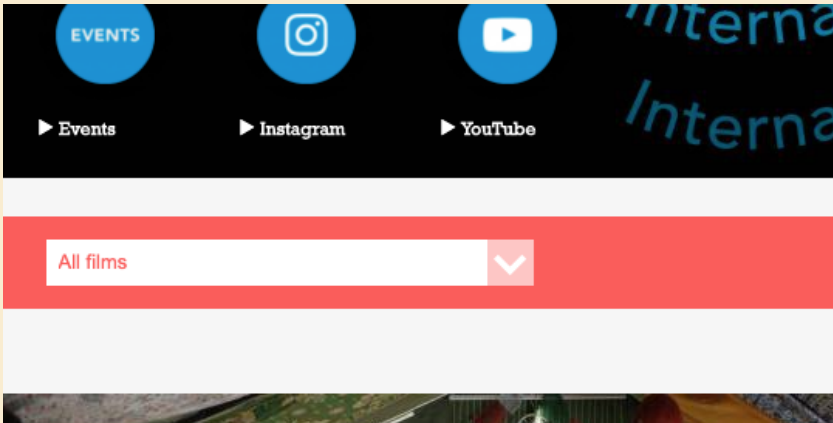 EVENTS
Events
Instagram
YouTube
Interna
Interna
All films